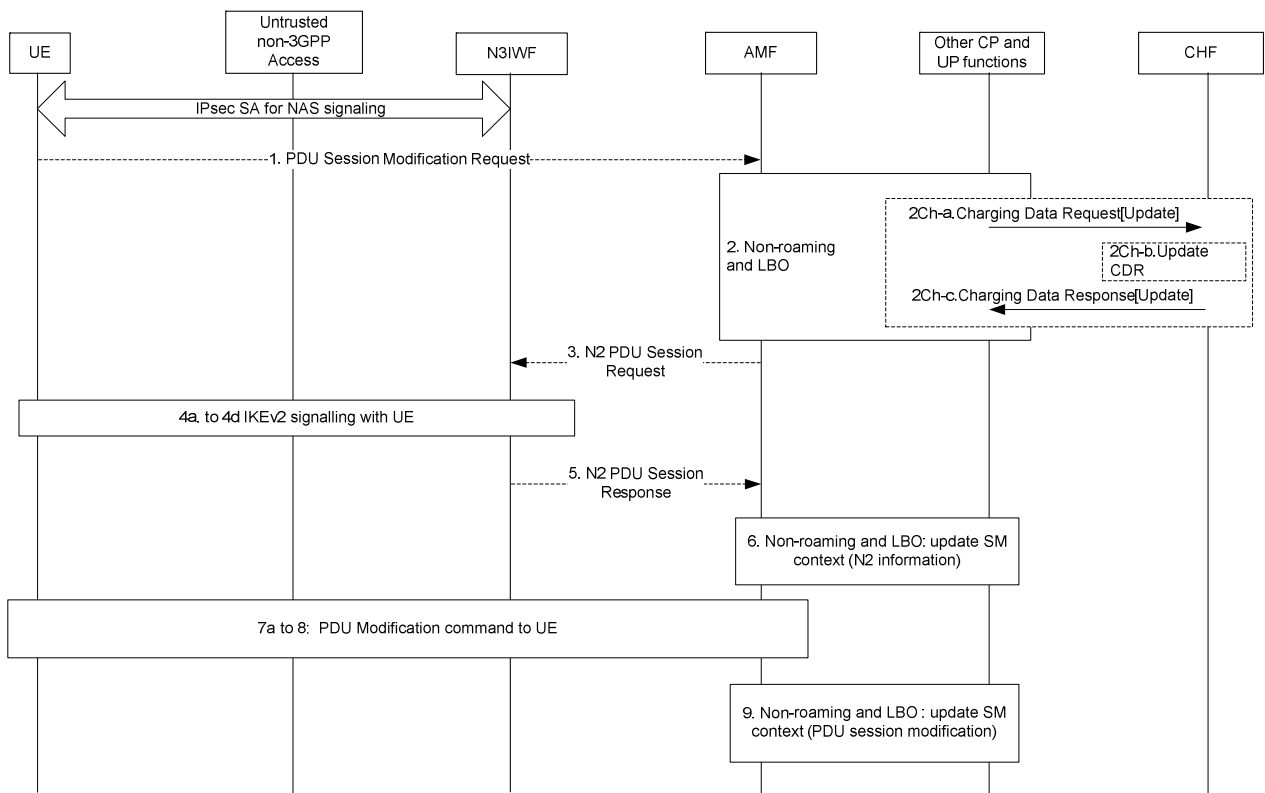 UE
Untrusted
non-3GPP
Access
N3IWF
AMF
Other CP and
UP functions
CHF
IPsec SA for NAS signaling
1. PDU Session Modification Request
2Ch-a.Charging Data Request[Update]
2. Non-roaming
and LBO
2Ch-b.Update
CDR
2Ch-c.Charging Data Response[Update]
3. N2 PDU Session
Request
4a. to 4d IKEv2 signalling with UE
5. N2 PDU Session
Response
6. Non-roaming and LBO: update SM
context (N2 information)
7a to 8: PDU Modification command to UE
9. Non-roaming and LBO : update SM
context (PDU session modification)